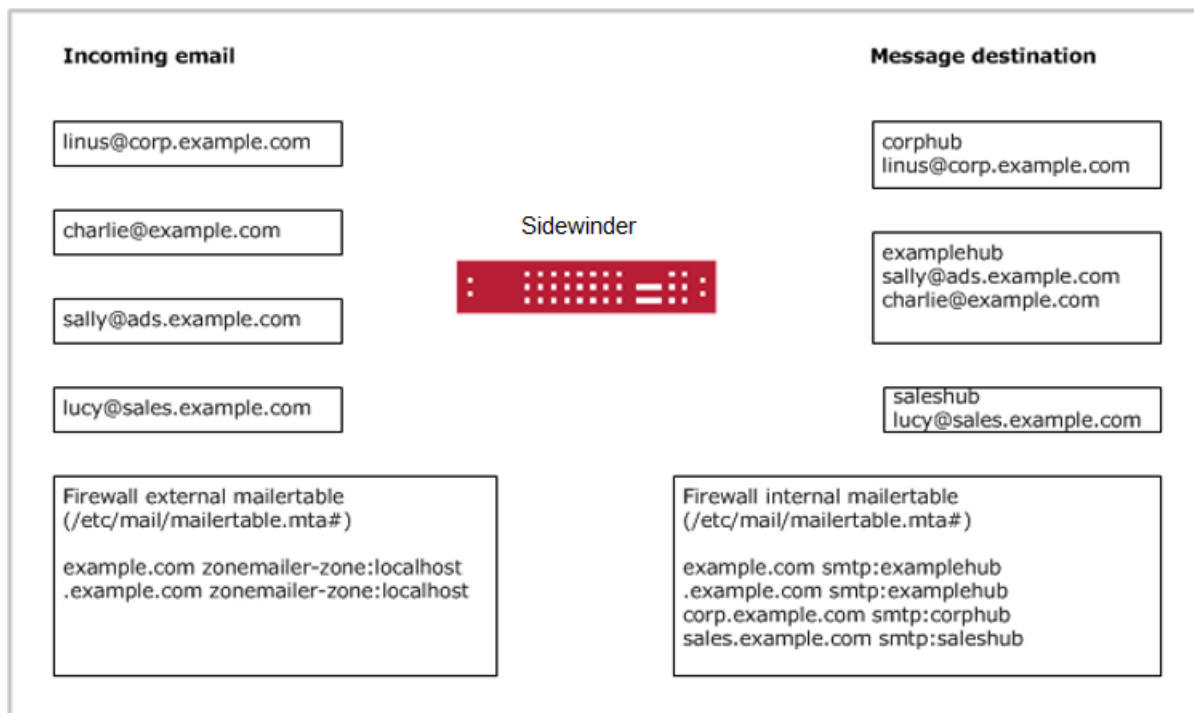 Incoming email
Message destination
linus@corp.example.com
corphub
linus@corp.example.com
charlie@example.com
Sidewinder
examplehub
sally@ads.example.com
charlie@example.com
sally@ads.example.com
lucy@sales.example.com
saleshub
lucy@sales.example.com
Firewall external mailertable
(/etc/mail/mailertable.mta#)
example.com zonemailer-zone:localhost
.example.com zonemailer-zone:localhost
Firewall internal mailertable
(/etc/mail/mailertable.mta#)
example.com smtp:examplehub
.example.com smtp:examplehub
corp.example.com smtp:corphub
sales.example.com smtp:saleshub